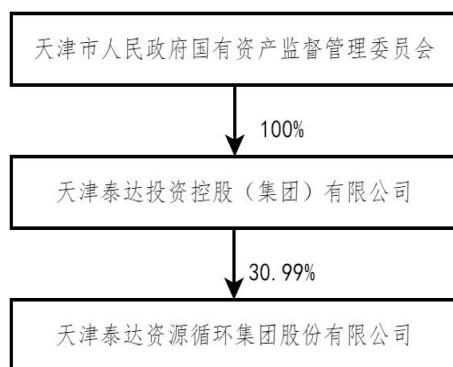 天津市人民政府国有资产监督管理委员会
100%
天津泰达投资控股（集团）有限公司
30.99%
天津泰达资源循环集团股份有限公司